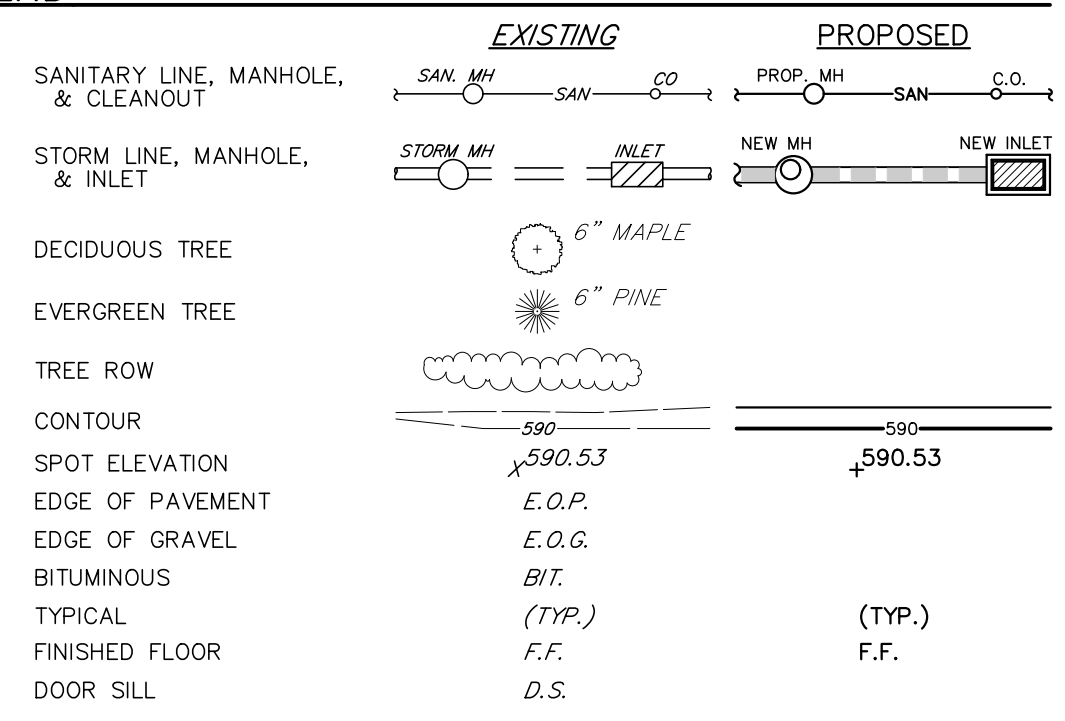 EXISTING PROPOSED
SANITARY LINE, MANHOLE, & CLEANOUT
SAN. MH SAN CO PROP. MH SAN C.O.
STORM LINE, MANHOLE, & INLET
STORM MH INLET NEW MH NEW INLET
DECIDUOUS TREE 6" MAPLE
EVERGREEN TREE 6" PINE
TREE ROW
CONTOUR 590 590
SPOT ELEVATION 590.53 590.53
EDGE OF PAVEMENT E.O.P.
EDGE OF GRAVEL E.O.G.
BITUMINOUS BIT.
TYPICAL (TYP.) (TYP.)
FINISHED FLOOR F.F. F.F.
DOOR SILL D.S.